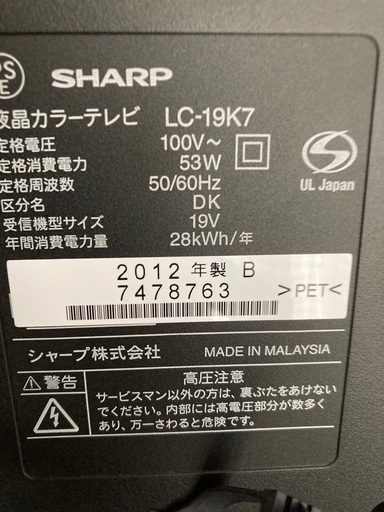 PS
E
SHARP
液晶カラーテレビ LC-19K7
定格電圧 100V~
定格消費電力 53W
定格周波数 50/60Hz
区分名 DK
受信機型サイズ 19V
年間消費電力量 28kWh/年
UL Japan
2012年製 B
7478763
>PET<
シャープ株式会社 MADE IN MALAYSIA
⚠警告 高圧注意
サービスマン以外の方は、裏ぶたをあけない
でください。内部には高電圧部分が数多く
あり、万一さわると危険です。